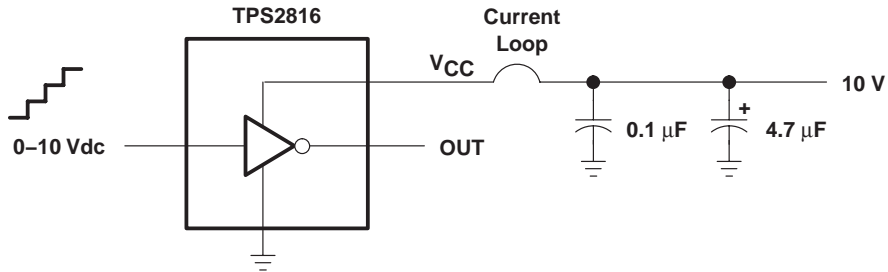 TPS2816
Current
Loop
VCC
10 V
+
0.1 μF
4.7 μF
0–10 Vdc
OUT